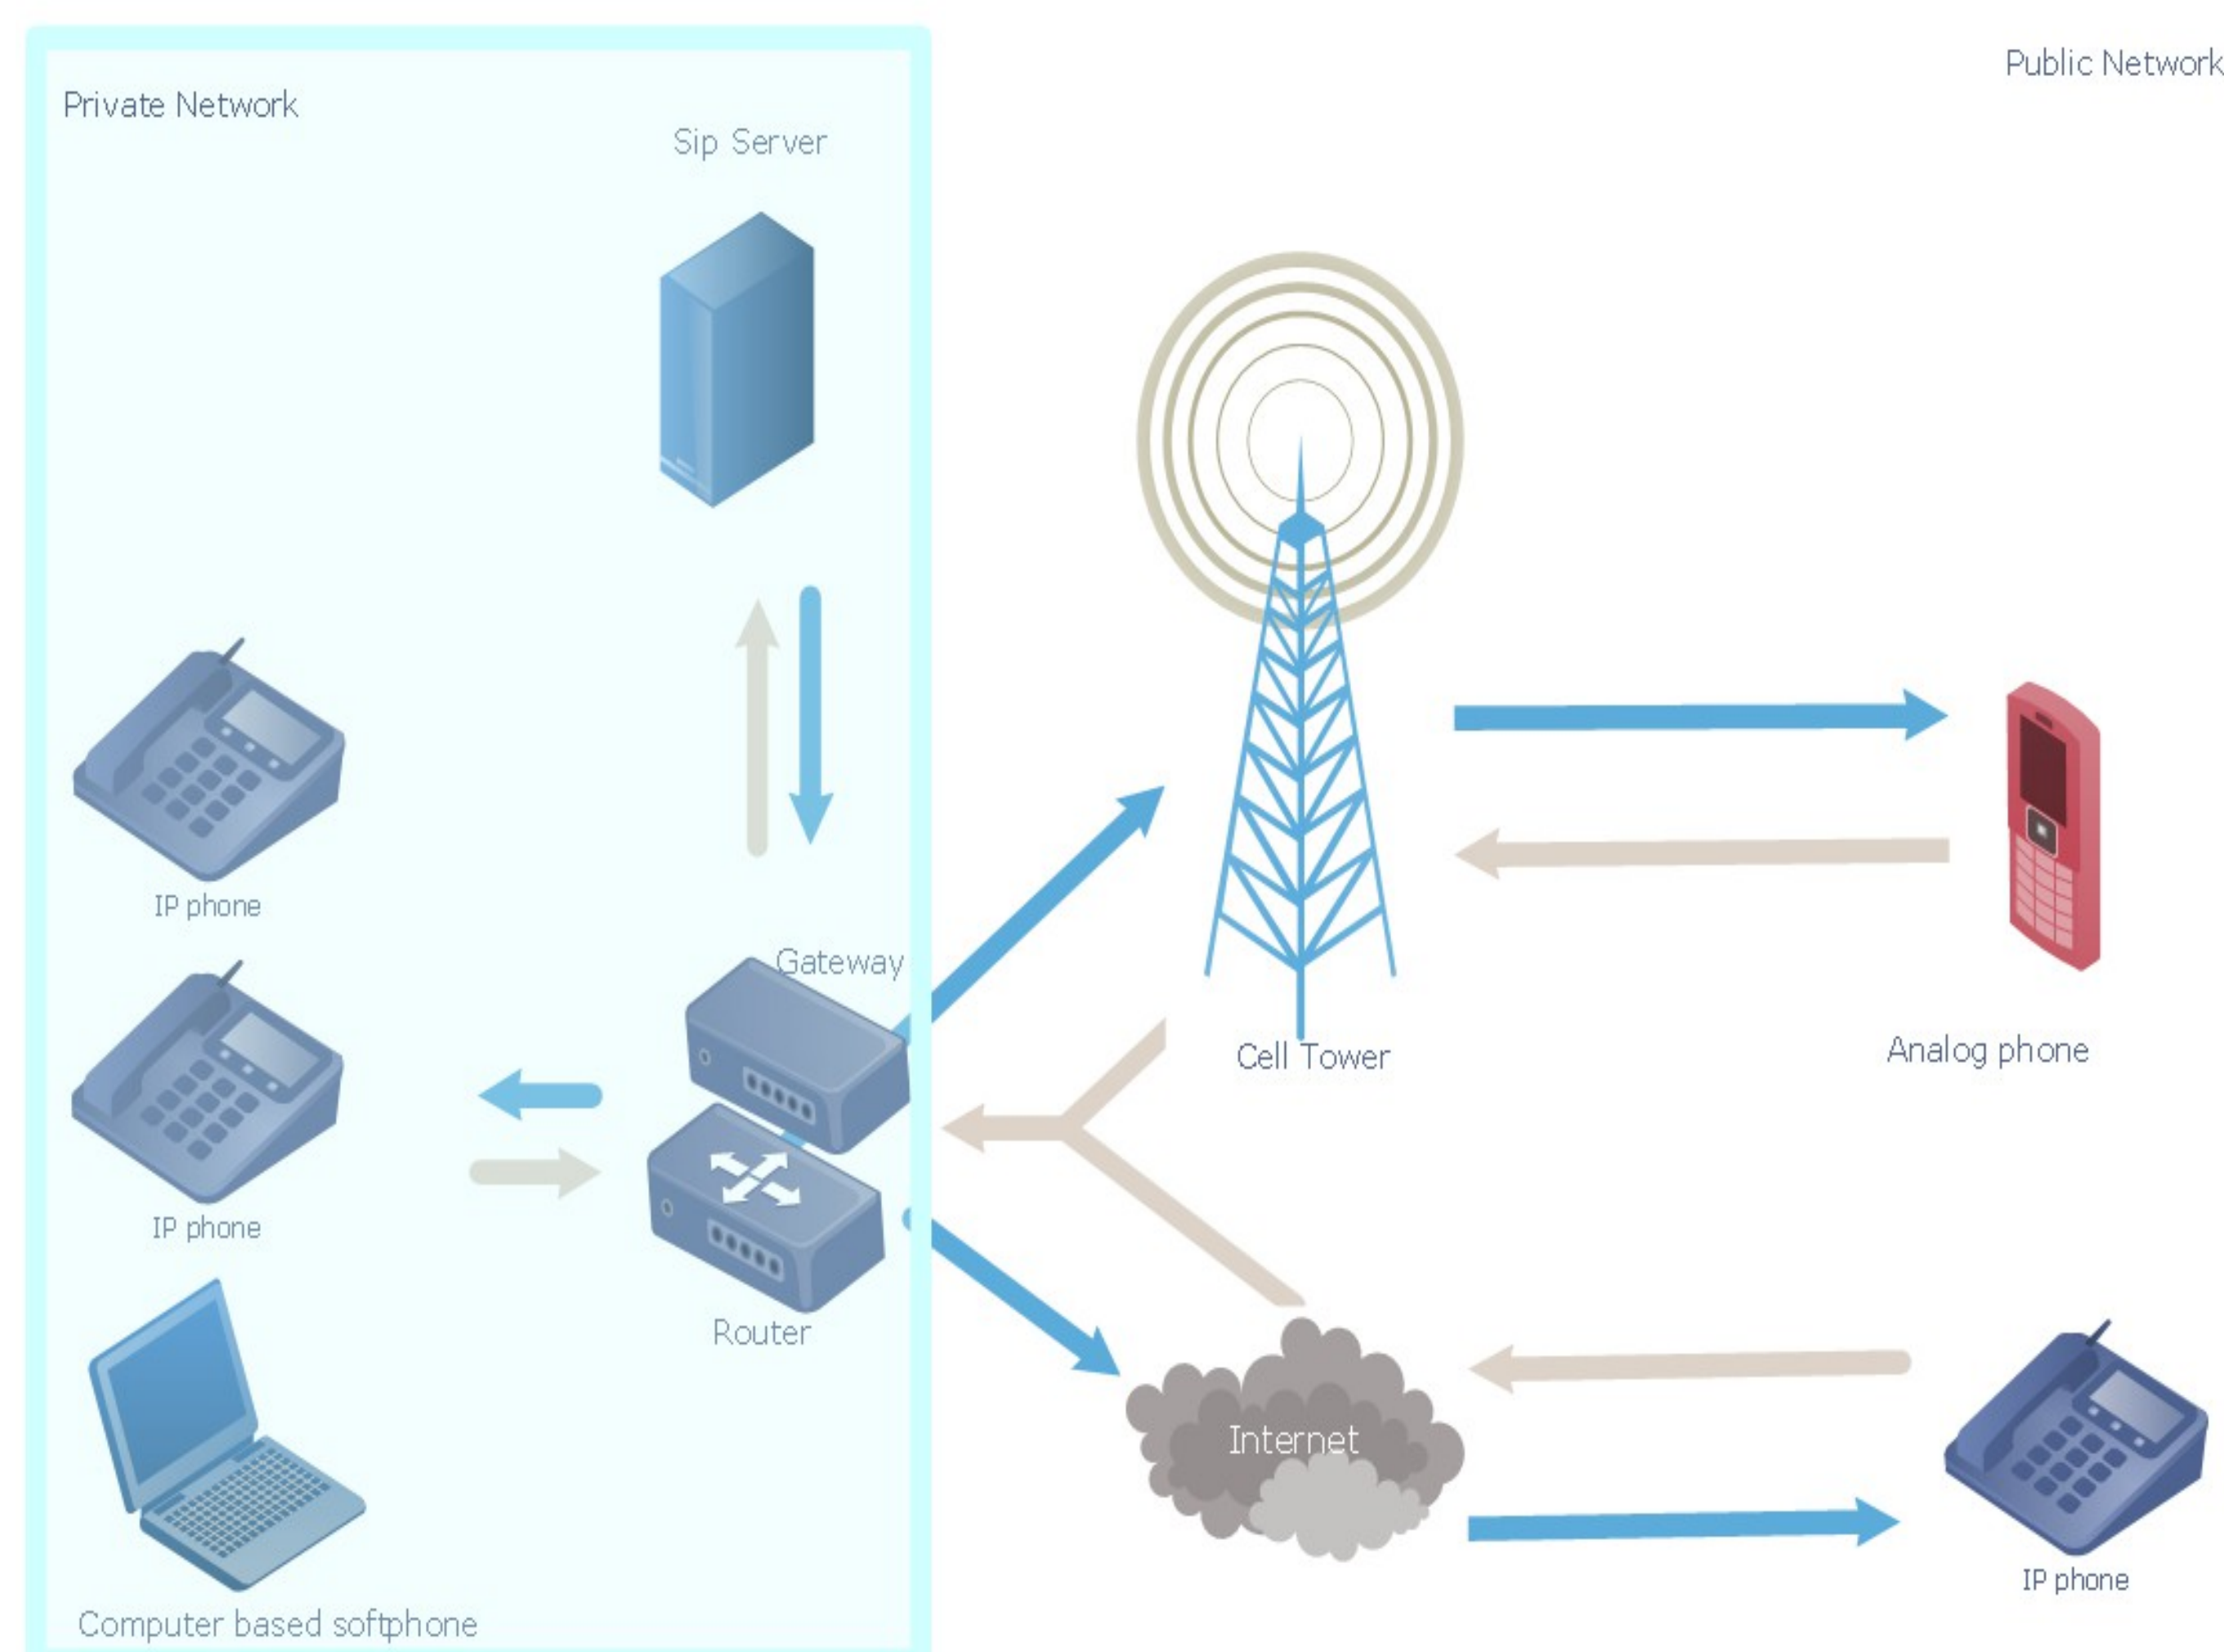 Public Network
Private Network
Sip Server
IP phone
Gateway
Cell Tower
Analog phone
IP phone
Router
Internet
IP phone
Computer based softphone